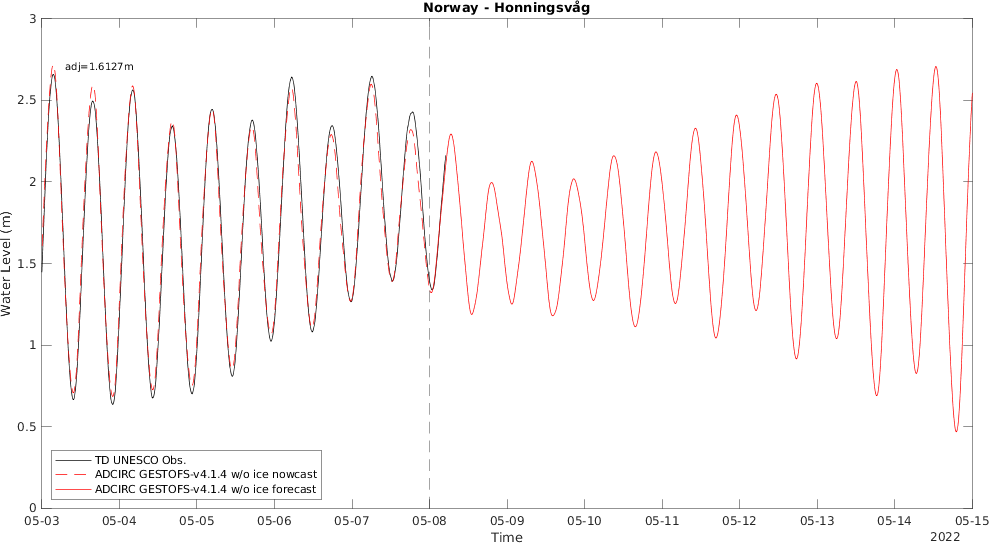 Norway - Honningsvåg
adj=1.6127m
3
2.5
2
1.5
1
0.5
0
Water Level (m)
TD UNESCO Obs.
ADCIRC GESTOFS-v4.1.4 w/o ice nowcast
ADCIRC GESTOFS-v4.1.4 w/o ice forecast
05-03 05-04 05-05 05-06 05-07 05-08 05-09 05-10 05-11 05-12 05-13 05-14 05-15
Time
2022